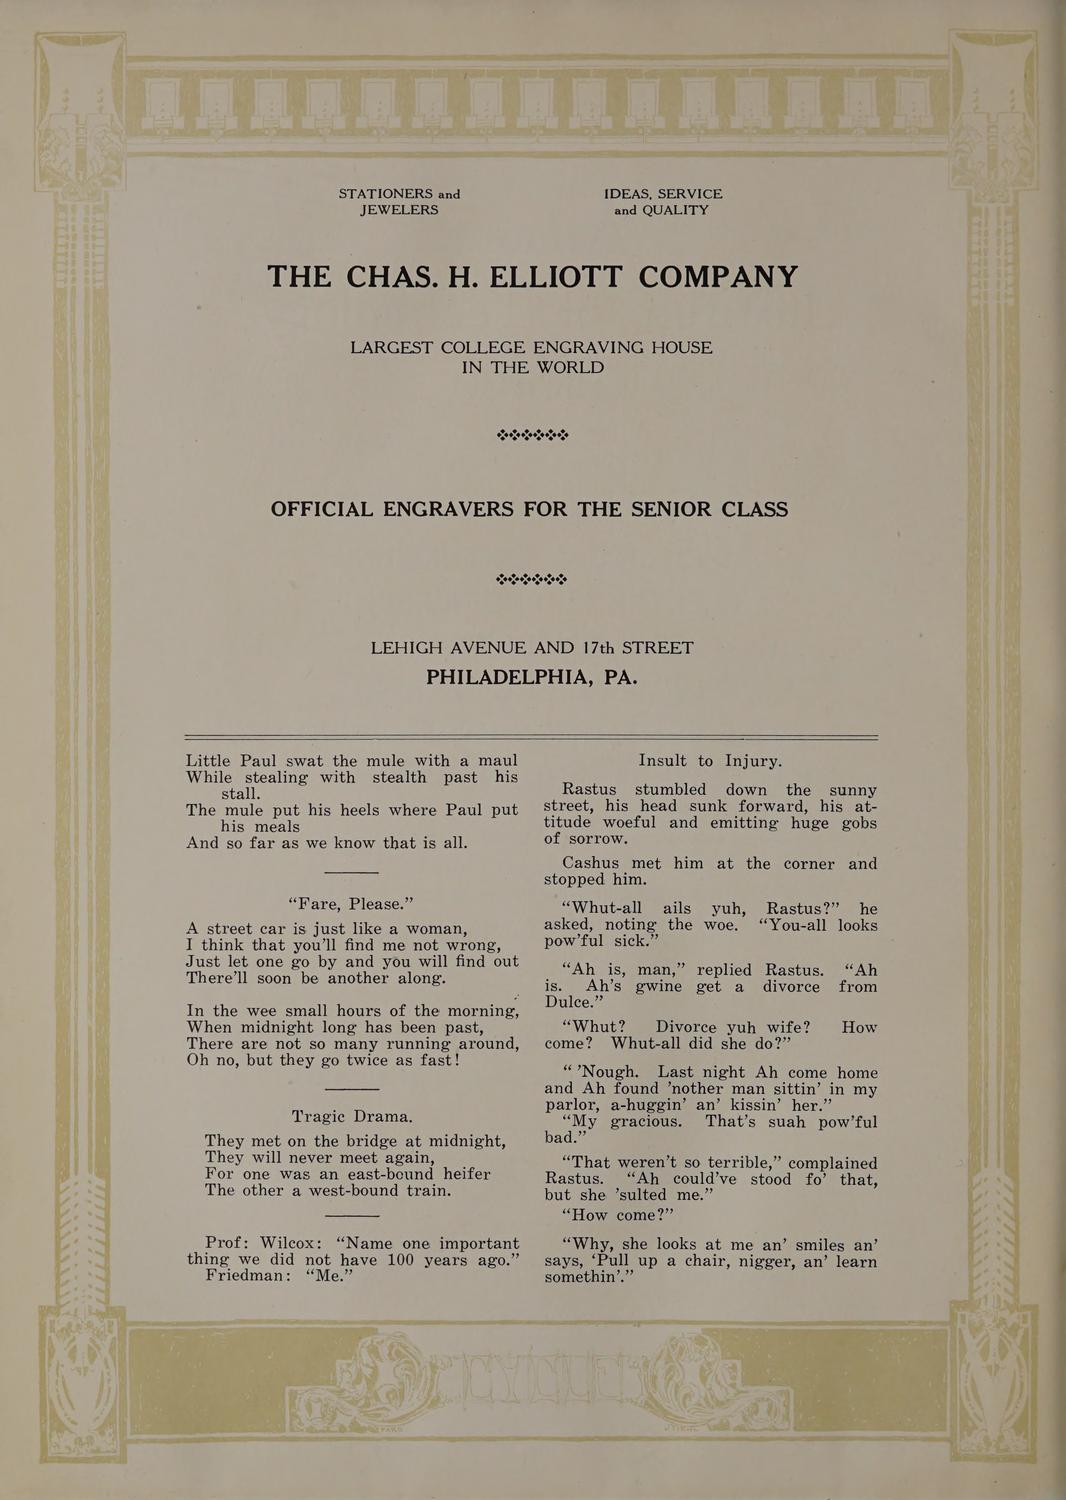 STATIONERS and
JEWELERS
IDEAS, SERVICE
and QUALITY
THE CHAS. H. ELLIOTT COMPANY
LARGEST COLLEGE ENGRAVING HOUSE
IN THE WORLD
OFFICIAL ENGRAVERS FOR THE SENIOR CLASS
LEHIGH AVENUE AND 17th STREET
PHILADELPHIA, PA.
Little Paul swat the mule with a maul
While stealing with stealth past his
stall.
The mule put his heels where Paul put
his meals
And so far as we know that is all.
“Fare, Please.”
A street car is just like a woman,
I think that you’ll find me not wrong,
Just let one go by and you will find out
There’ll soon be another along.
In the wee small hours of the morning,
When midnight long has been past,
There are not so many running around,
Oh no, but they go twice as fast!
Tragic Drama.
They met on the bridge at midnight,
They will never meet again,
For one was an east-bound heifer
The other a west-bound train.
Prof: Wilcox: “Name one important
thing we did not have 100 years ago.”
Friedman: “Me.”
Insult to Injury.
Rastus stumbled down the sunny
street, his head sunk forward, his at-
titude woeful and emitting huge gobs
of sorrow.
Cashus met him at the corner and
stopped him.
“Whut-all ails yuh, Rastus?” he
asked, noting the woe. “You-all looks
pow’ful sick.”
“Ah is, man,” replied Rastus. “Ah
is. Ah’s gwine get a divorce from
Dulce.”
“Whut? Divorce yuh wife? How
come? Whut-all did she do?”
“ ’Nough. Last night Ah come home
and Ah found ’nother man sittin’ in my
parlor, a-huggin’ an’ kissin’ her.”
“My gracious. That’s suah pow’ful
bad.”
“That weren’t so terrible,” complained
Rastus. “Ah could’ve stood fo’ that,
but she ’sulted me.”
“How come?”
“Why, she looks at me an’ smiles an’
says, ‘Pull up a chair, nigger, an’ learn
somethin’.”